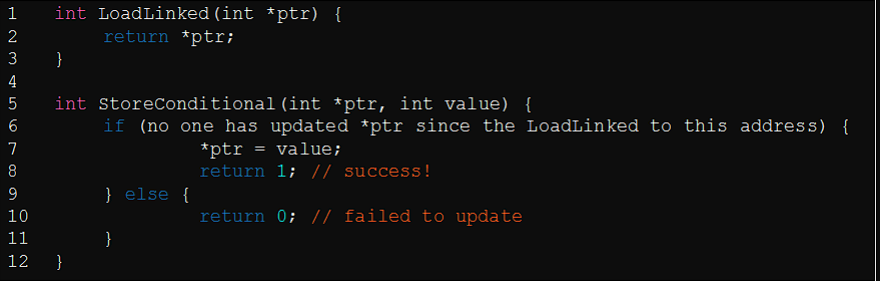 1 int LoadLinked(int *ptr) {
2 return *ptr;
3 }
4
5 int StoreConditional(int *ptr, int value) {
6 if (no one has updated *ptr since the LoadLinked to this address) {
7 *ptr = value;
8 return 1; // success!
9 } else {
10 return 0; // failed to update
11 }
12 }